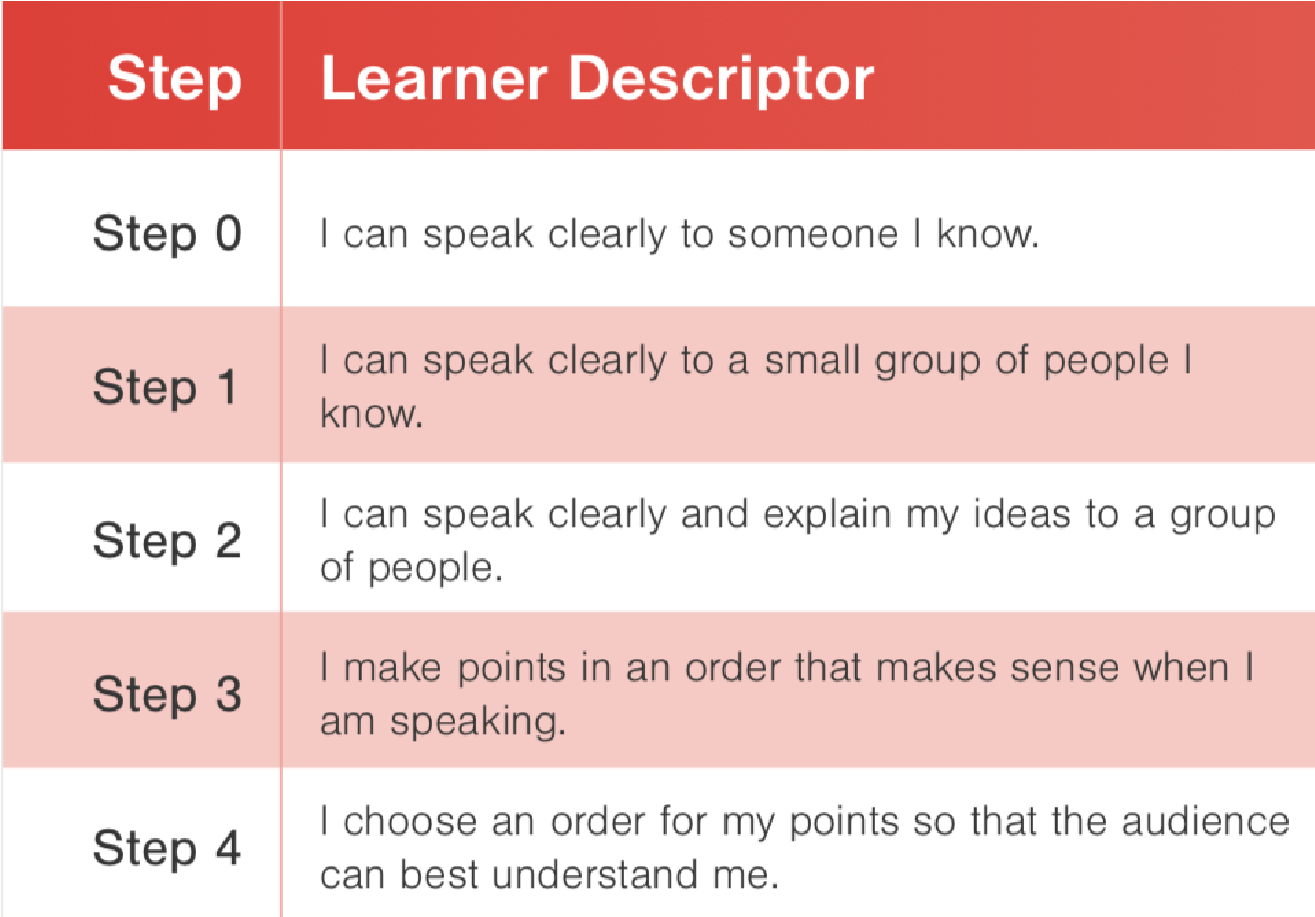 Step Learner Descriptor
Step 0 I can speak clearly to someone I know.
Step 1 I can speak clearly to a small group of people I
know.
Step 2 I can speak clearly and explain my ideas to a group
of people.
Step 3 I make points in an order that makes sense when I
am speaking.
Step 4 I choose an order for my points so that the audience
can best understand me.